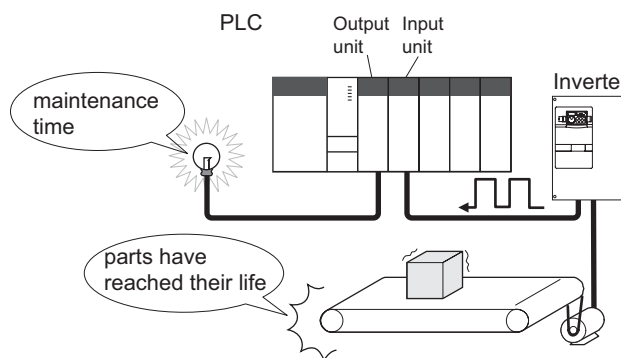 PLC
Output
unit
Input
unit
Inverte
maintenance
time
parts have
reached their life